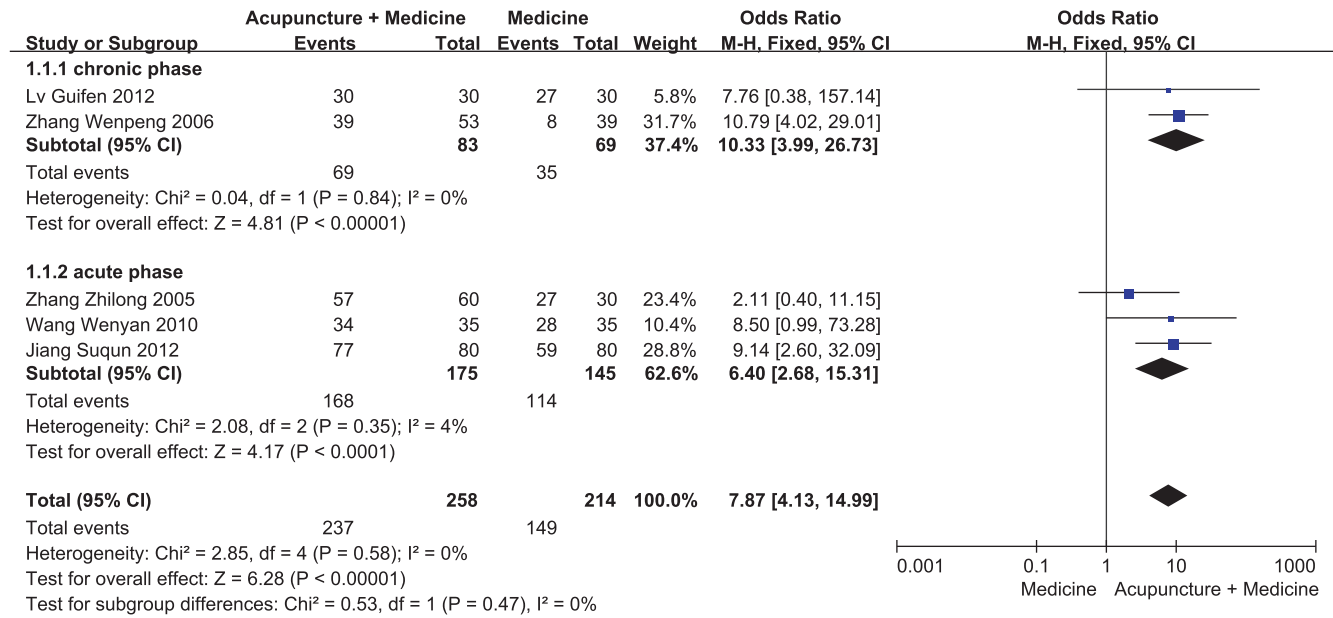 Acupuncture + Medicine Medicine Odds Ratio Odds Ratio
Study or Subgroup Events Total Events Total Weight M-H, Fixed, 95% CI M-H, Fixed, 95% CI
1.1.1 chronic phase
Lv Guifen 2012 30 30 27 30 5.8% 7.76 [0.38, 157.14]
Zhang Wenpeng 2006 39 53 8 39 31.7% 10.79 [4.02, 29.01]
Subtotal (95% CI) 83 69 37.4% 10.33 [3.99, 26.73]
Total events 69 35
Heterogeneity: Chi² = 0.04, df = 1 (P = 0.84); I² = 0%
Test for overall effect: Z = 4.81 (P < 0.00001)
1.1.2 acute phase
Zhang Zhilong 2005 57 60 27 30 23.4% 2.11 [0.40, 11.15]
Wang Wenyan 2010 34 35 28 35 10.4% 8.50 [0.99, 73.28]
Jiang Suqun 2012 77 80 59 80 28.8% 9.14 [2.60, 32.09]
Subtotal (95% CI) 175 145 62.6% 6.40 [2.68, 15.31]
Total events 168 114
Heterogeneity: Chi² = 2.08, df = 2 (P = 0.35); I² = 4%
Test for overall effect: Z = 4.17 (P < 0.0001)
Total (95% CI) 258 214 100.0% 7.87 [4.13, 14.99]
Total events 237 149
Heterogeneity: Chi² = 2.85, df = 4 (P = 0.58); I² = 0%
Test for overall effect: Z = 6.28 (P < 0.00001)
Test for subgroup differences: Chi² = 0.53, df = 1 (P = 0.47), I² = 0%
0.001 0.1 1 10 1000
Medicine Acupuncture + Medicine